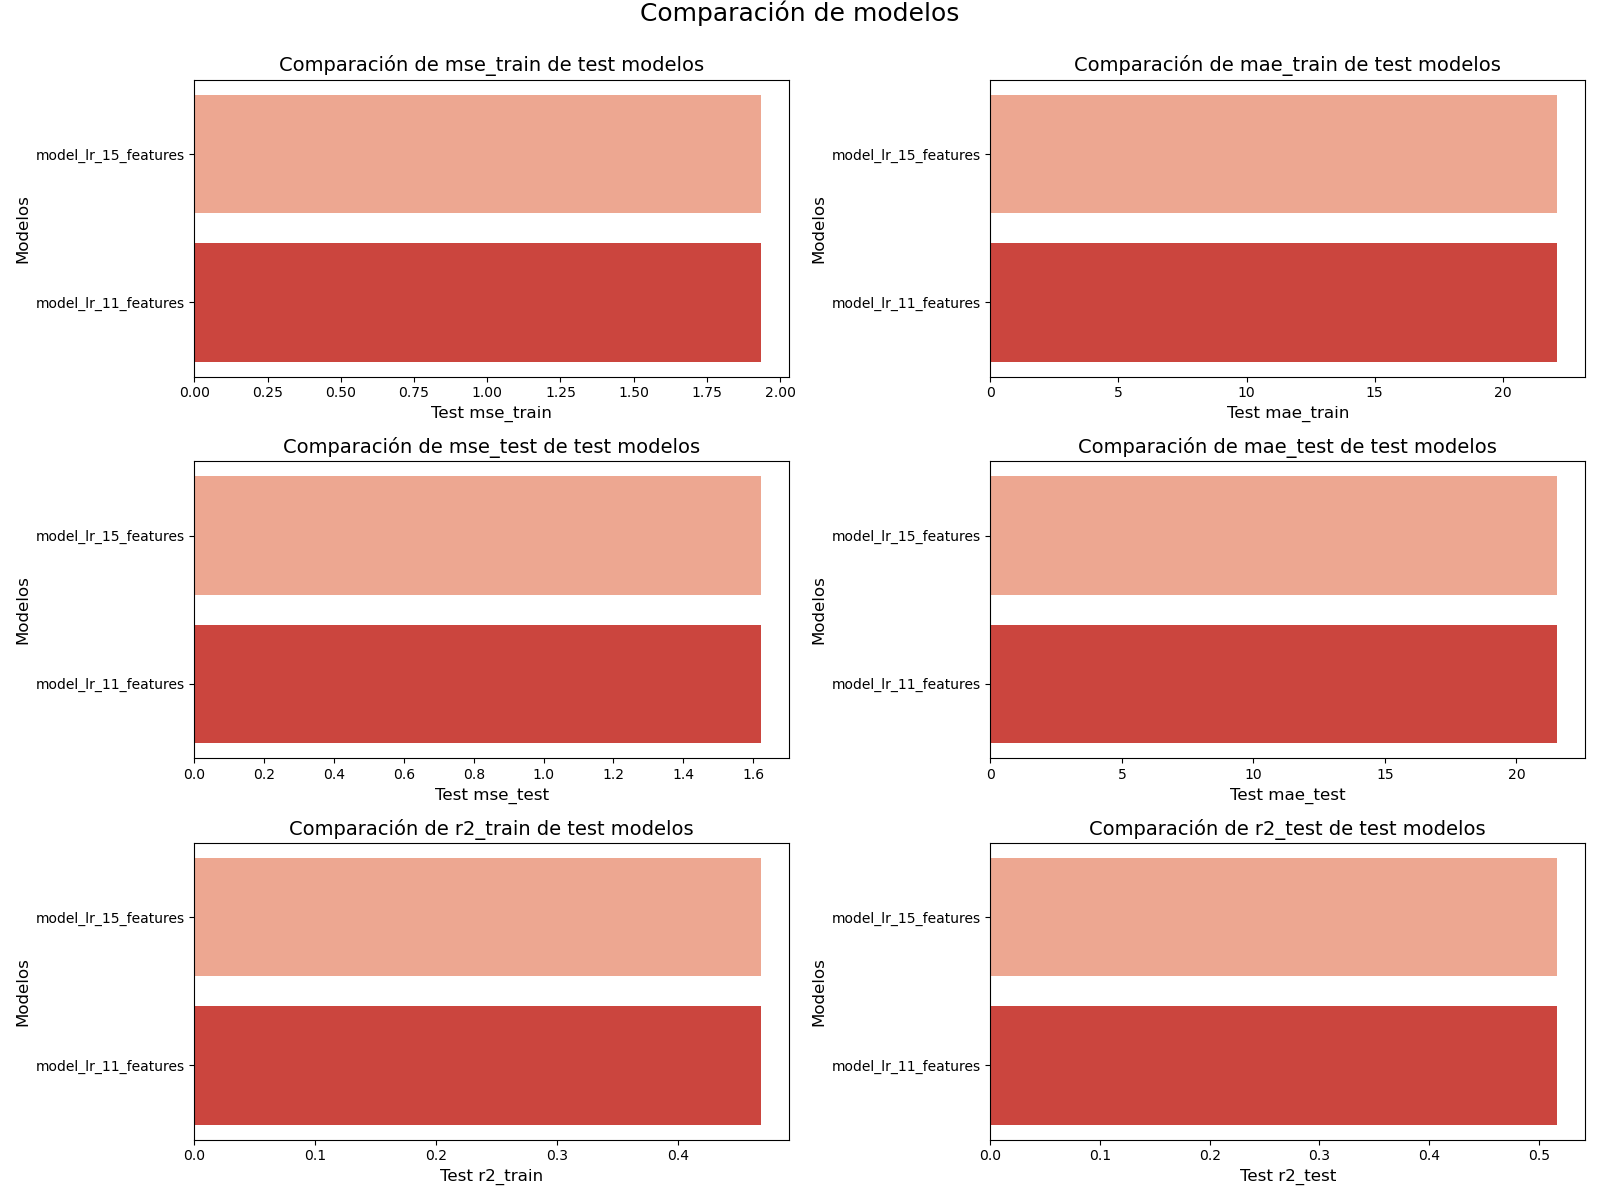 Comparación de modelos
Comparación de mse_train de test modelos
Modelos
model_lr_15_features
model_lr_11_features
0.00 0.25 0.50 0.75 1.00 1.25 1.50 1.75 2.00
Test mse_train
Comparación de mae_train de test modelos
Modelos
model_lr_15_features
model_lr_11_features
0 5 10 15 20
Test mae_train
Comparación de mse_test de test modelos
Modelos
model_lr_15_features
model_lr_11_features
0.0 0.2 0.4 0.6 0.8 1.0 1.2 1.4 1.6
Test mse_test
Comparación de mae_test de test modelos
Modelos
model_lr_15_features
model_lr_11_features
0 5 10 15 20
Test mae_test
Comparación de r2_train de test modelos
Modelos
model_lr_15_features
model_lr_11_features
0.0 0.1 0.2 0.3 0.4
Test r2_train
Comparación de r2_test de test modelos
Modelos
model_lr_15_features
model_lr_11_features
0.0 0.1 0.2 0.3 0.4 0.5
Test r2_test